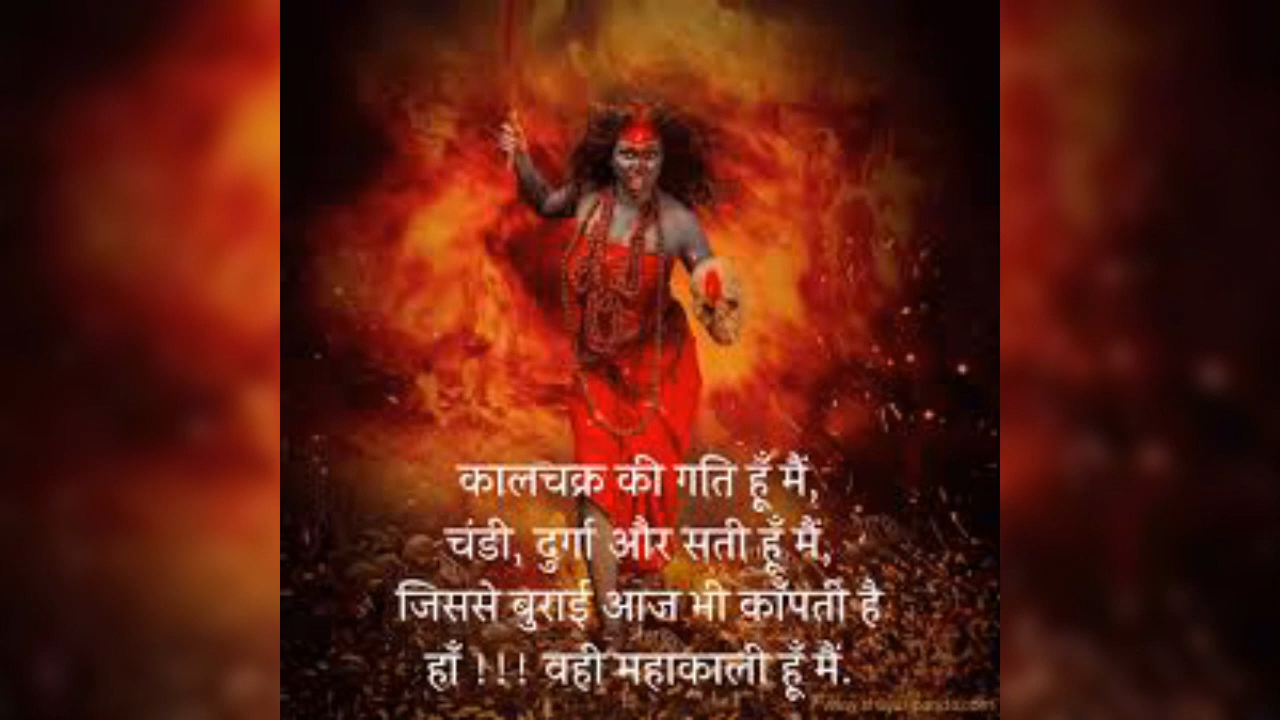 कालचक्र की गति हूँ मैं,
चंडी, दुर्गा और सती हूँ मैं,
जिससे बुराई आज भी काँपती है
हाँ !!! वही महाकाली हूँ मैं.